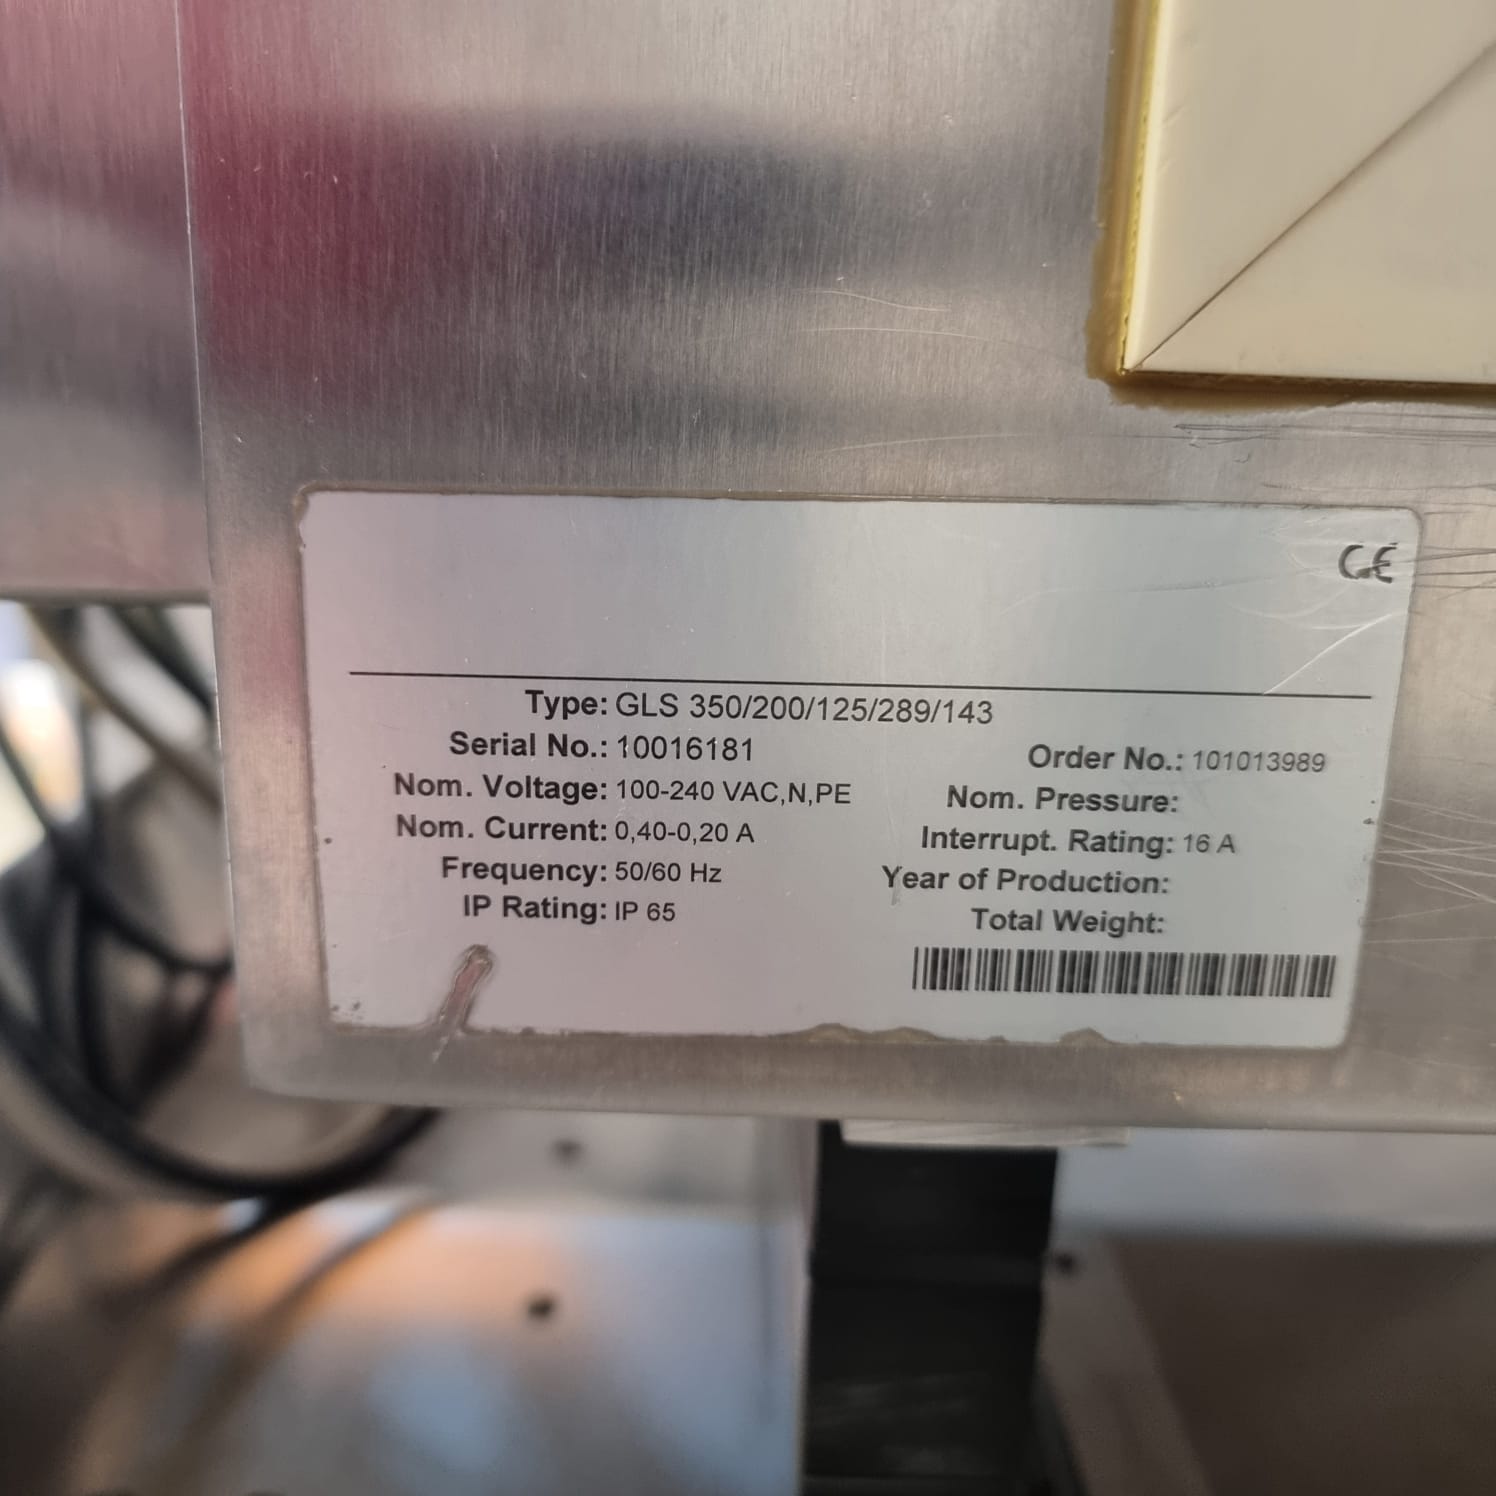 CE
Type: GLS 350/200/125/289/143
Serial No.: 10016181 Order No.: 101013989
Nom. Voltage: 100-240 VAC,N,PE Nom. Pressure:
Nom. Current: 0,40-0,20 A Interrupt. Rating: 16 A
Frequency: 50/60 Hz Year of Production:
IP Rating: IP 65 Total Weight: